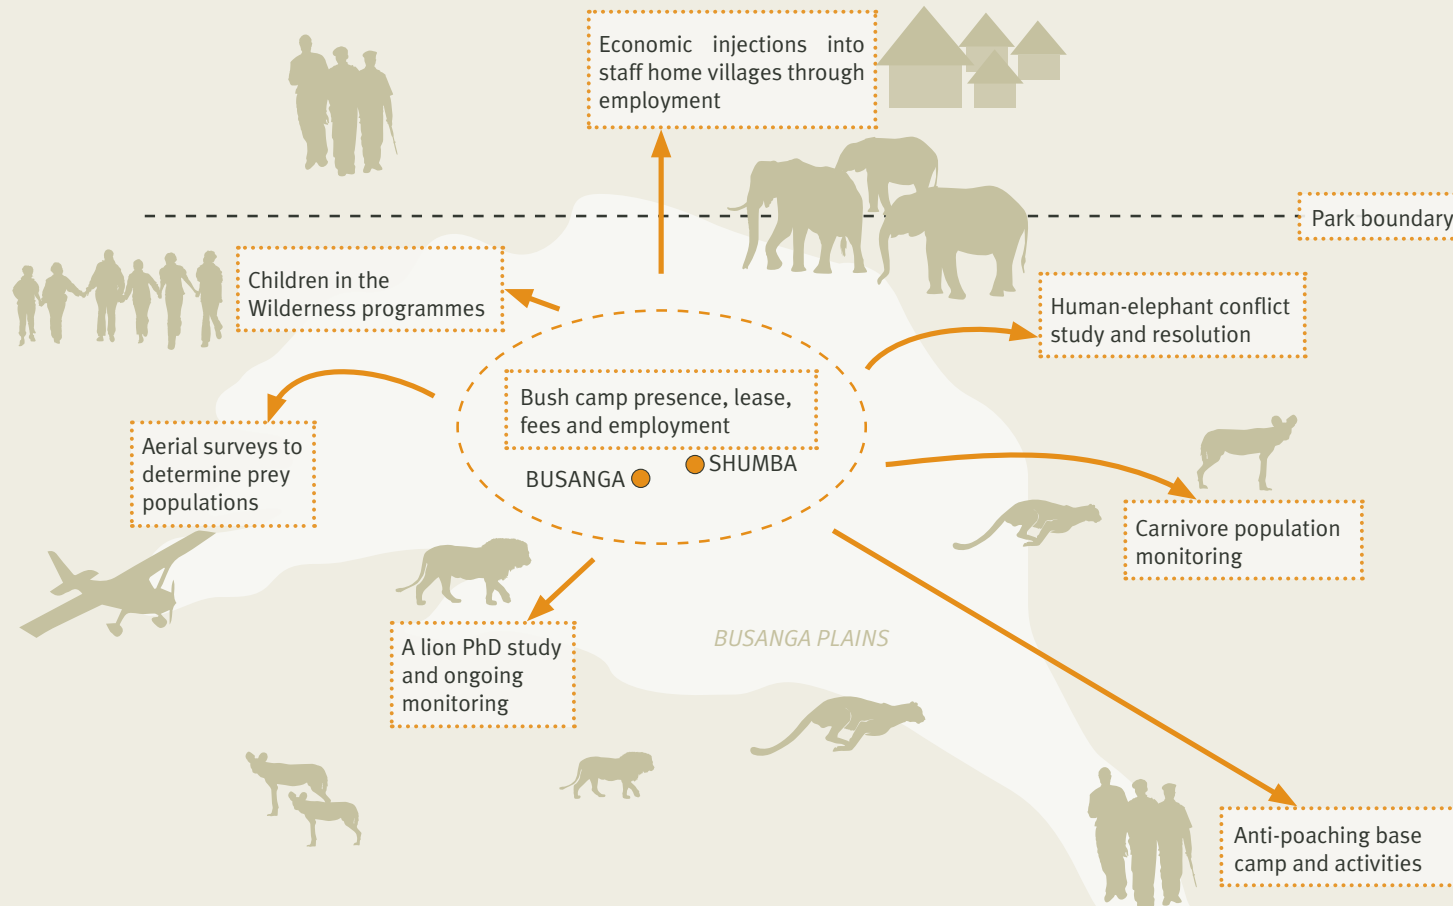 Economic injections into
staff home villages through
employment
Park boundary
Children in the
Wilderness programmes
Human-elephant conflict
study and resolution
Bush camp presence, lease,
fees and employment
Aerial surveys to
determine prey
populations
BUSANGA
SHUMBA
Carnivore population
monitoring
A lion PhD study
and ongoing
monitoring
BUSANGA PLAINS
Anti-poaching base
camp and activities